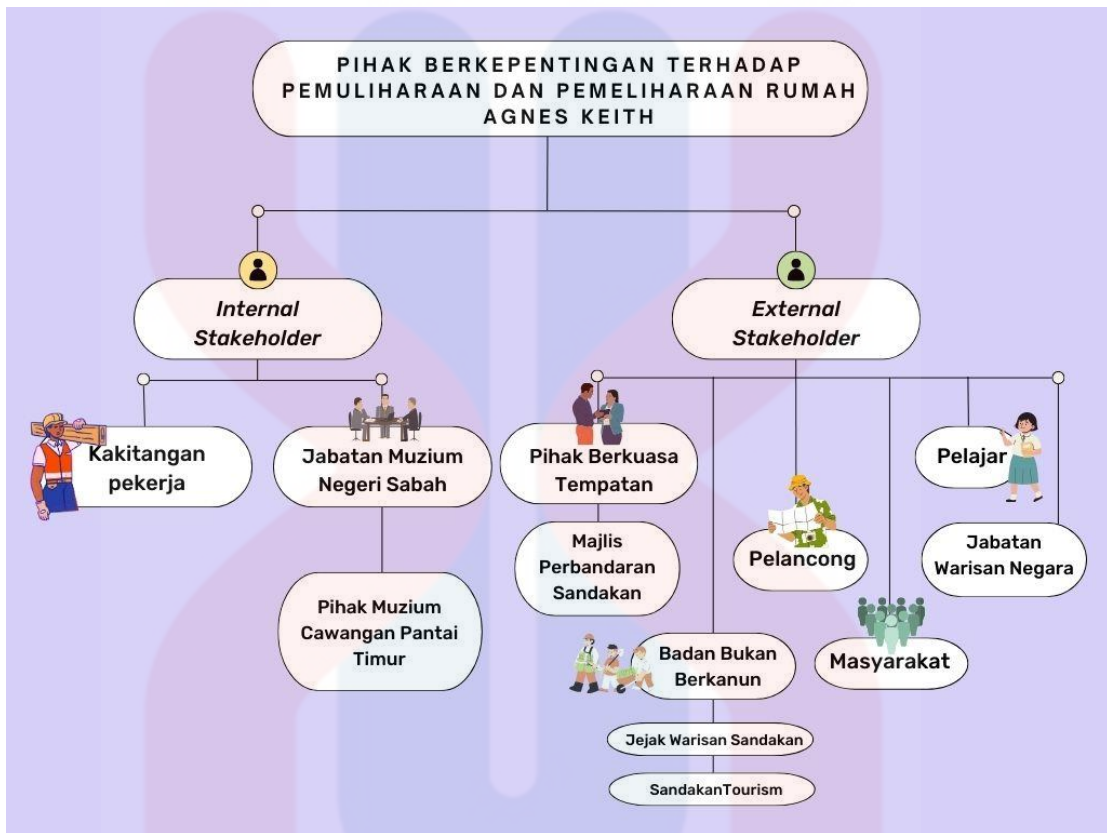 PIHAK BERKEPENTINGAN TERHADAP
PEMULIHARAAN DAN PEMELIHARAAN RUMAH
AGNES KEITH
Internal
Stakeholder
External
Stakeholder
Kakitangan
pekerja
Jabatan Muzium
Negeri Sabah
Pihak Muzium
Cawangan Pantai
Timur
Pihak Berkuasa
Tempatan
Majlis
Perbandaran
Sandakan
Badan Bukan
Berkanun
Jejak Warisan Sandakan
SandakanTourism
Pelancong
Masyarakat
Pelajar
Jabatan
Warisan Negara